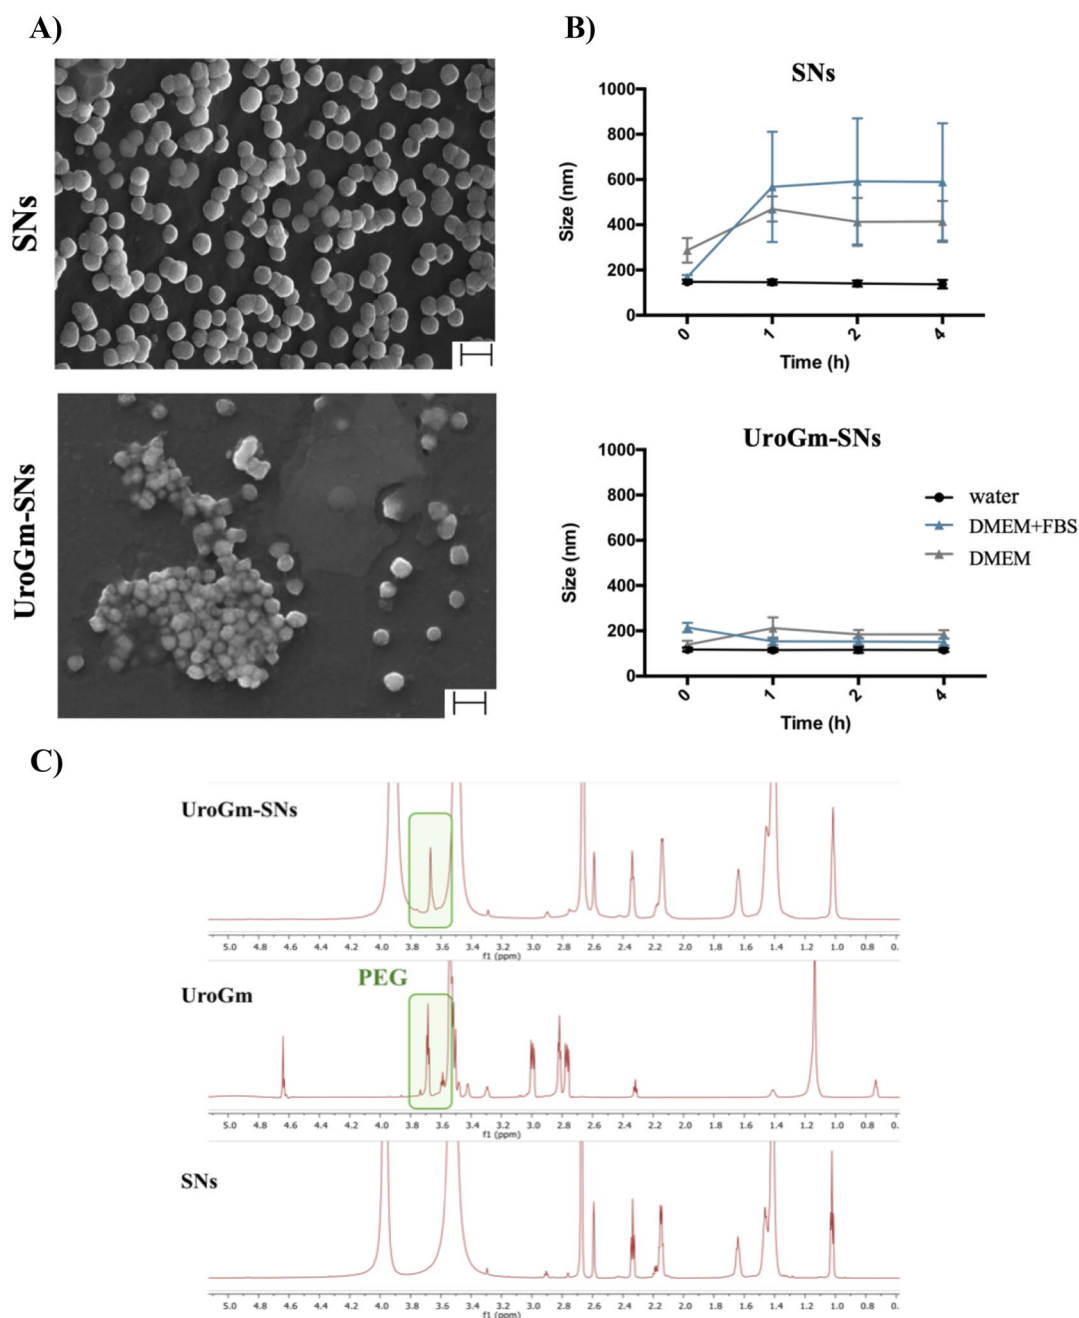 A)
SNs
UroGm-SNs
B)
SNs
1000
800
600
400
200
0
Size (nm)
0
1
2
4
Time (h)
UroGm-SNs
1000
800
600
400
200
0
Size (nm)
0
1
2
4
Time (h)
water
DMEM+FBS
DMEM
C)
UroGm-SNs
5.0 4.8 4.6 4.4 4.2 4.0 3.8 3.6 3.4 3.2 3.0 2.8 2.6 2.4 2.2 2.0 1.8 1.6 1.4 1.2 1.0 0.8 0.
f1 (ppm)
PEG
UroGm
5.0 4.8 4.6 4.4 4.2 4.0 3.8 3.6 3.4 3.2 3.0 2.8 2.6 2.4 2.2 2.0 1.8 1.6 1.4 1.2 1.0 0.8 0.6
f1 (ppm)
SNs
5.0 4.8 4.6 4.4 4.2 4.0 3.8 3.6 3.4 3.2 3.0 2.8 2.6 2.4 2.2 2.0 1.8 1.6 1.4 1.2 1.0 0.8 0.
f1 (ppm)